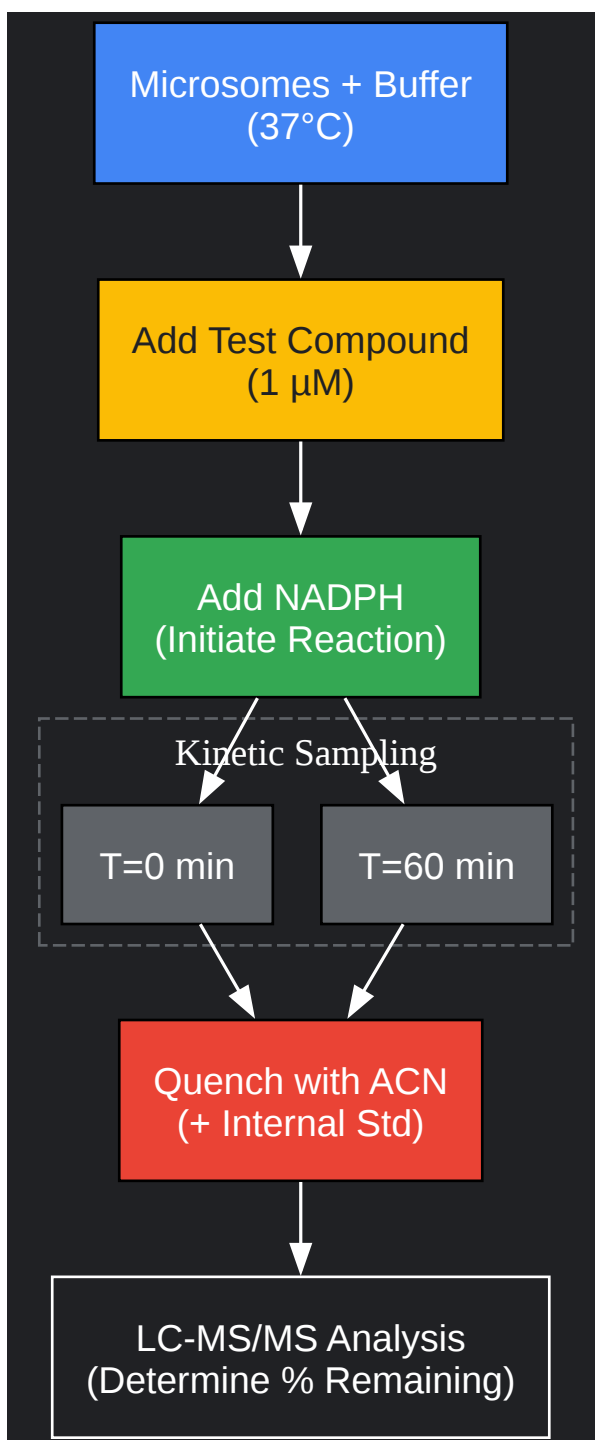 Microsomes + Buffer
(37°C)
Add Test Compound
(1 µM)
Add NADPH
(Initiate Reaction)
Kinetic Sampling
T=0 min
T=60 min
Quench with ACN
(+ Internal Std)
LC-MS/MS Analysis
(Determine % Remaining)